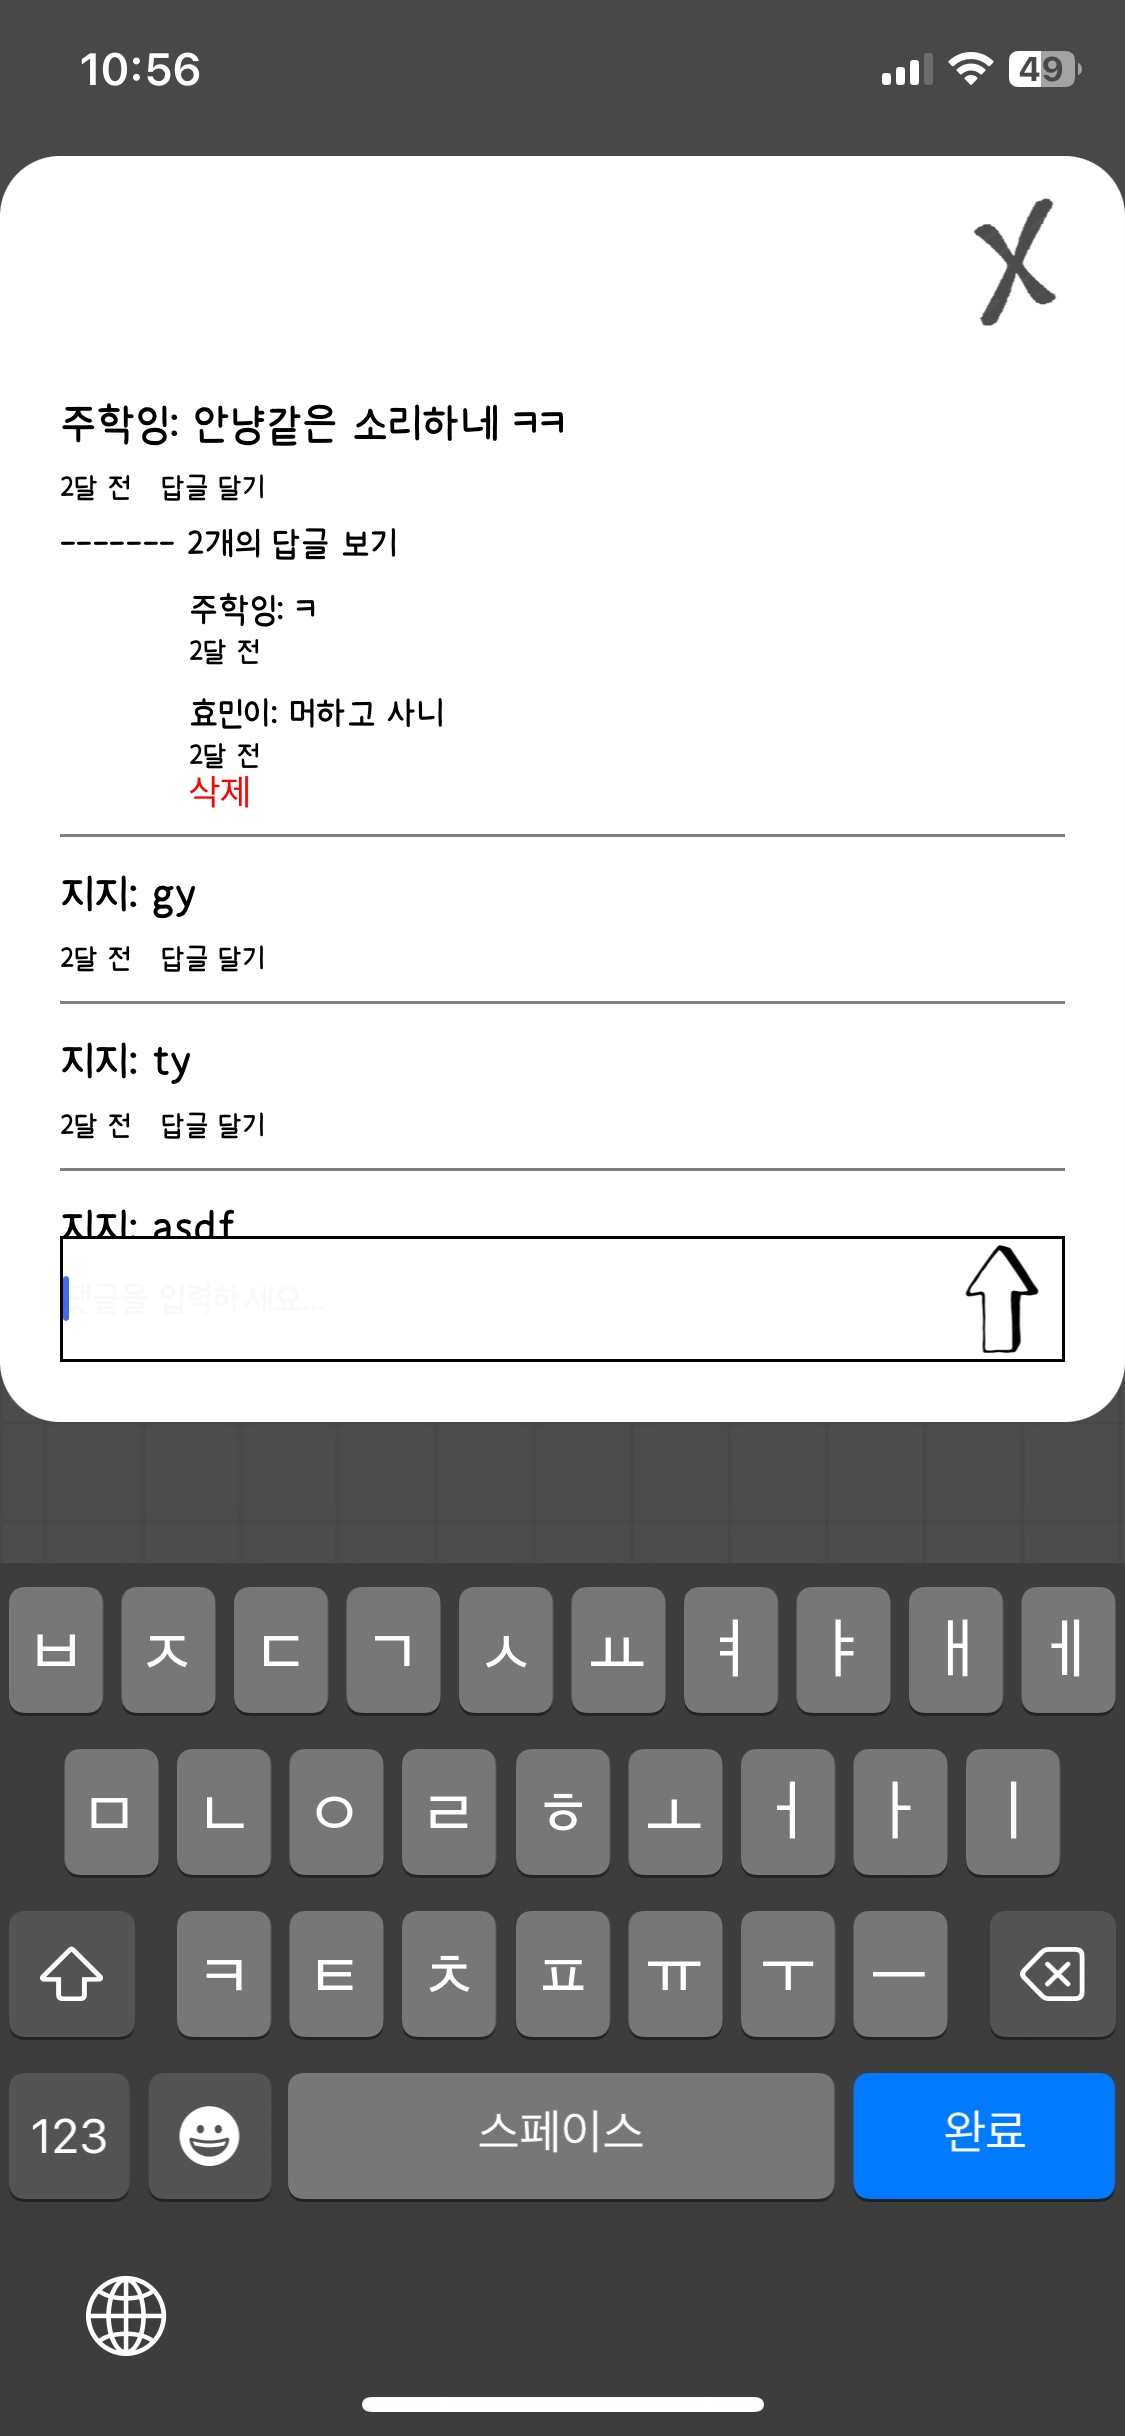 10:56
49
X
주학잉: 안냥같은 소리하네 ㅋㅋ
2달 전 답글 달기
------- 2개의 답글 보기
주학잉: ㅋ
2달 전
효민이: 머하고 사니
2달 전
삭제
지지: gy
2달 전 답글 달기
지지: ty
2달 전 답글 달기
지지: asdf
댓글을 입력하세요...
ㅂ ㅈ ㄷ ㄱ ㅅ ㅛ ㅕ ㅑ ㅐ ㅔ
ㅁ ㄴ ㅇ ㄹ ㅎ ㅗ ㅓ ㅏ ㅣ
ㅋ ㅌ ㅊ ㅍ ㅠ ㅜ ㅡ
123 스페이스 완료